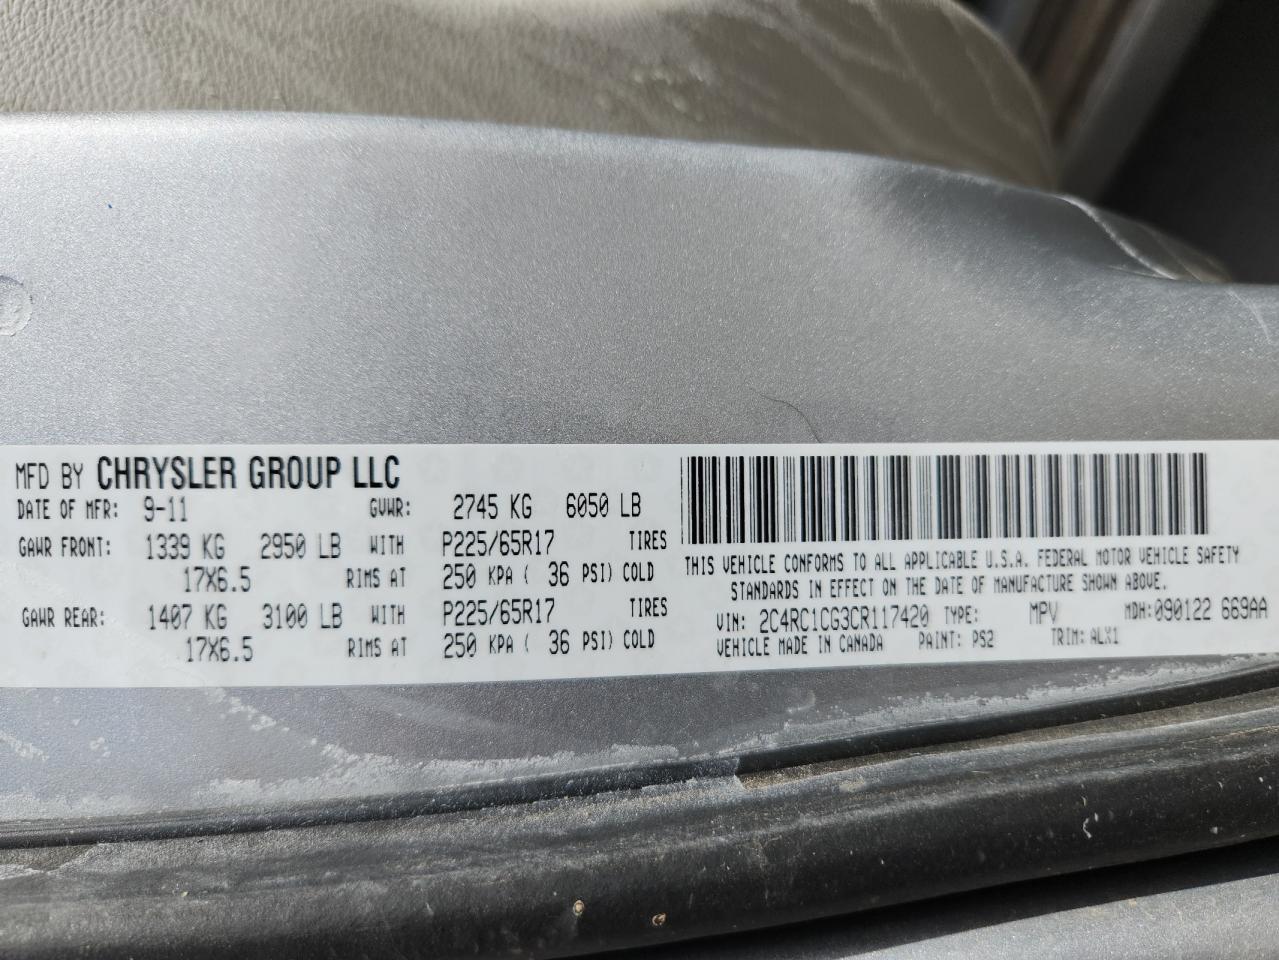 MFD BY CHRYSLER GROUP LLC
DATE OF MFR: 9-11 GVWR: 2745 KG 6050 LB
GAWR FRONT: 1339 KG 2950 LB WITH P225/65R17 TIRES
17X6.5 RIMS AT 250 KPA ( 36 PSI) COLD
GAWR REAR: 1407 KG 3100 LB WITH P225/65R17 TIRES
17X6.5 RIMS AT 250 KPA ( 36 PSI) COLD
THIS VEHICLE CONFORMS TO ALL APPLICABLE U.S.A. FEDERAL MOTOR VEHICLE SAFETY
STANDARDS IN EFFECT ON THE DATE OF MANUFACTURE SHOWN ABOVE.
VIN: 2C4RC1CG3CR117420 TYPE: MPV MDH:090122 669AA
VEHICLE MADE IN CANADA PAINT: PS2 TRIM: ALX1